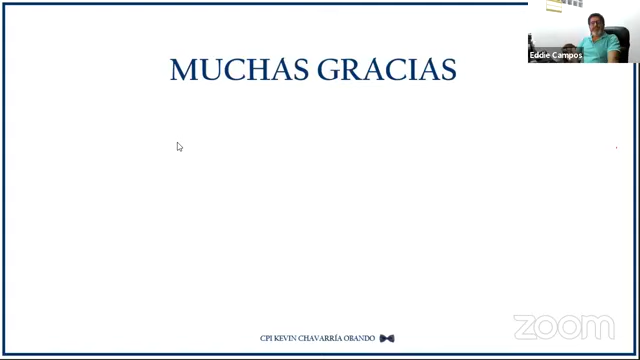 Eddie Campos
MUCHAS GRACIAS
CPI KEVIN CHAVARRÍA OBANDO
zoom